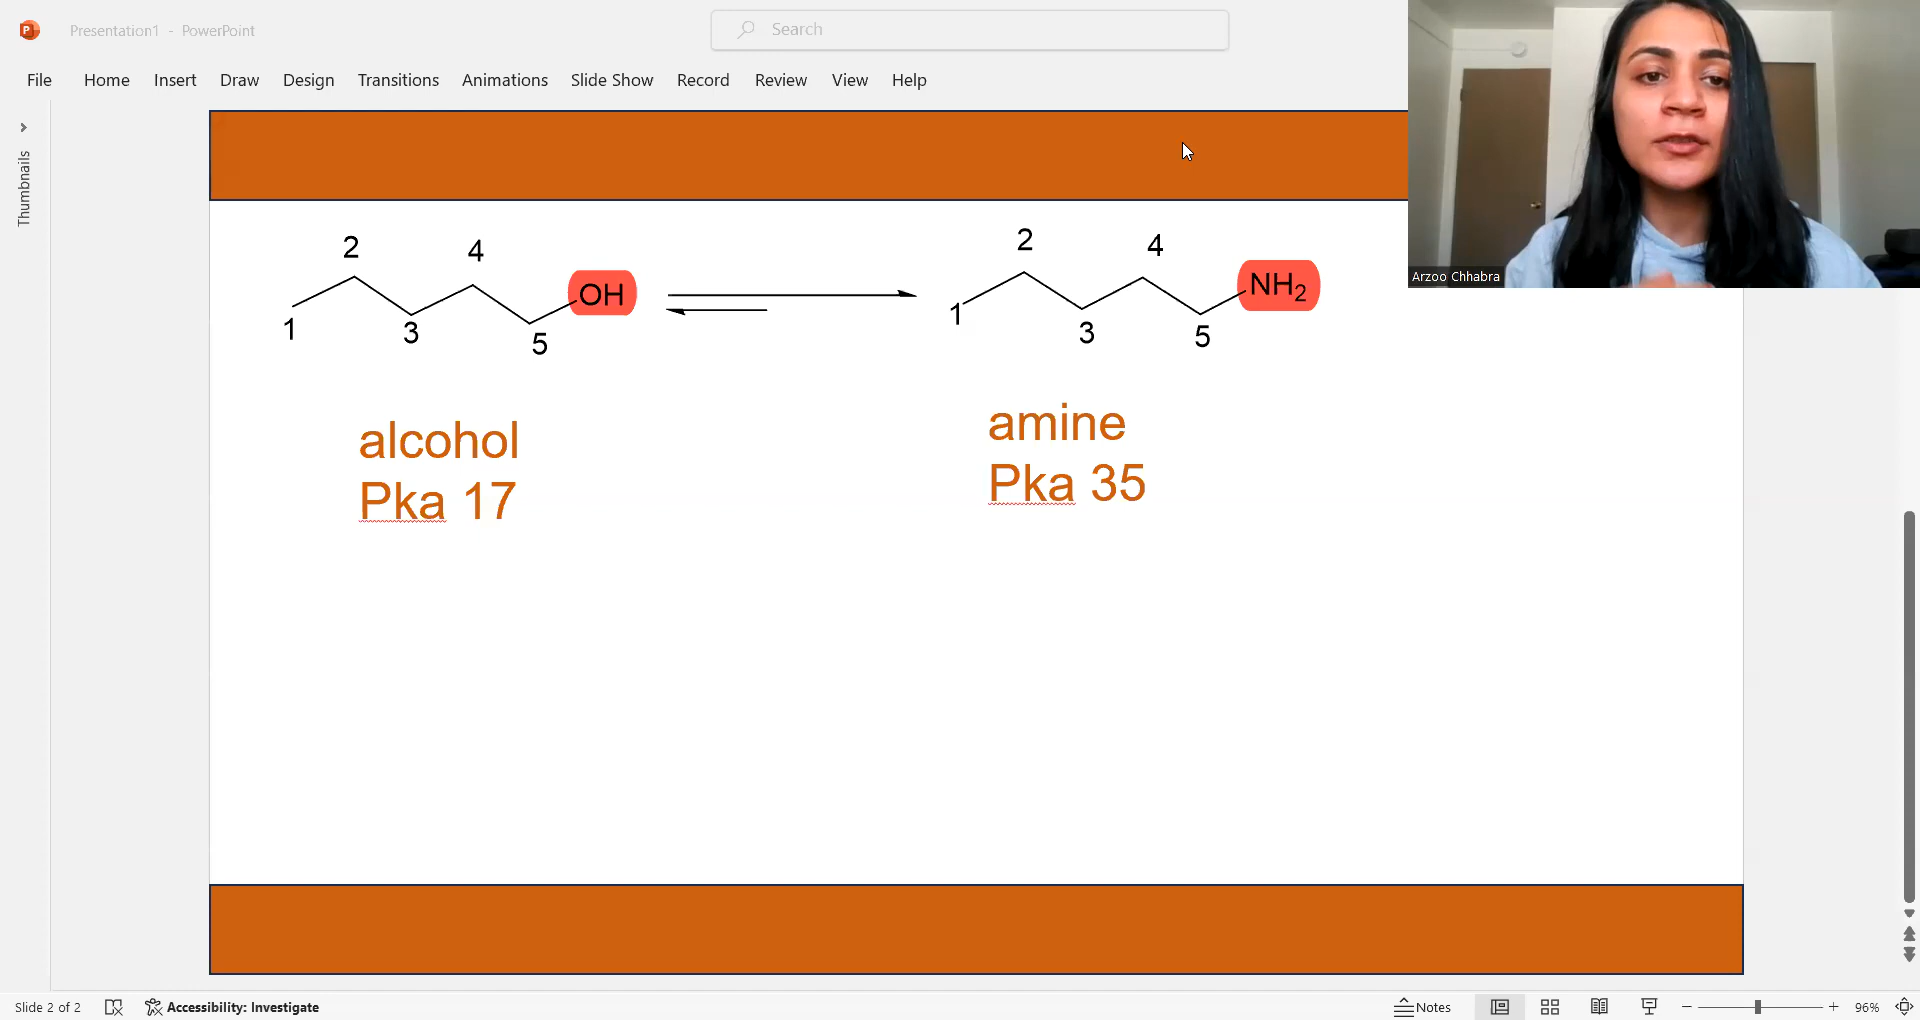 Presentation1 - PowerPoint
Search
File Home Insert Draw Design Transitions Animations Slide Show Record Review View Help
Thumbnails
Arzoo Chhabra
2 4 OH
1 3 5
2 4 NH2
1 3 5
alcohol
Pka 17
amine
Pka 35
Slide 2 of 2 Accessibility: Investigate Notes 96%